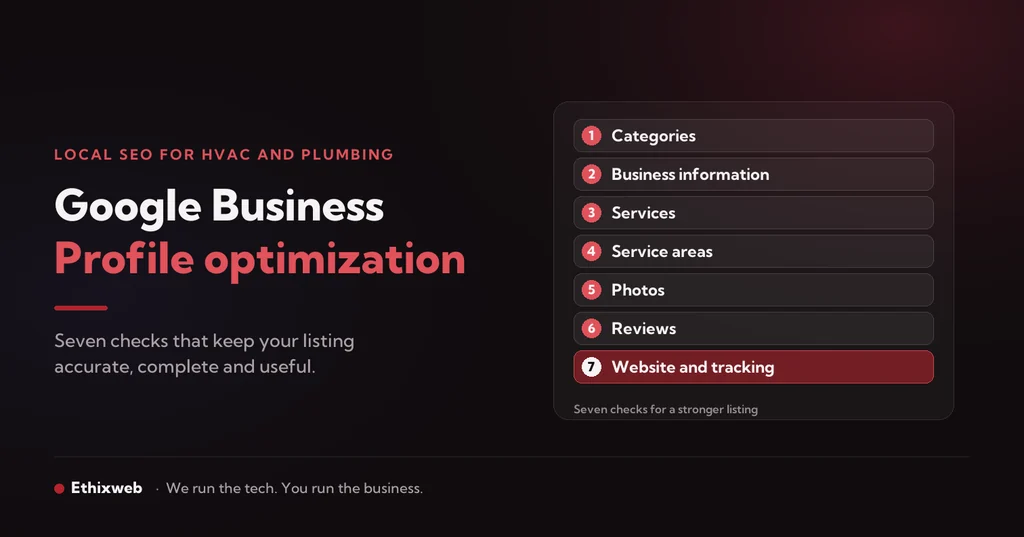 LOCAL SEO FOR HVAC AND PLUMBING
Google Business
Profile optimization
Seven checks that keep your listing
accurate, complete and useful.
1 Categories
2 Business information
3 Services
4 Service areas
5 Photos
6 Reviews
7 Website and tracking
Seven checks for a stronger listing
Ethixweb · We run the tech. You run the business.